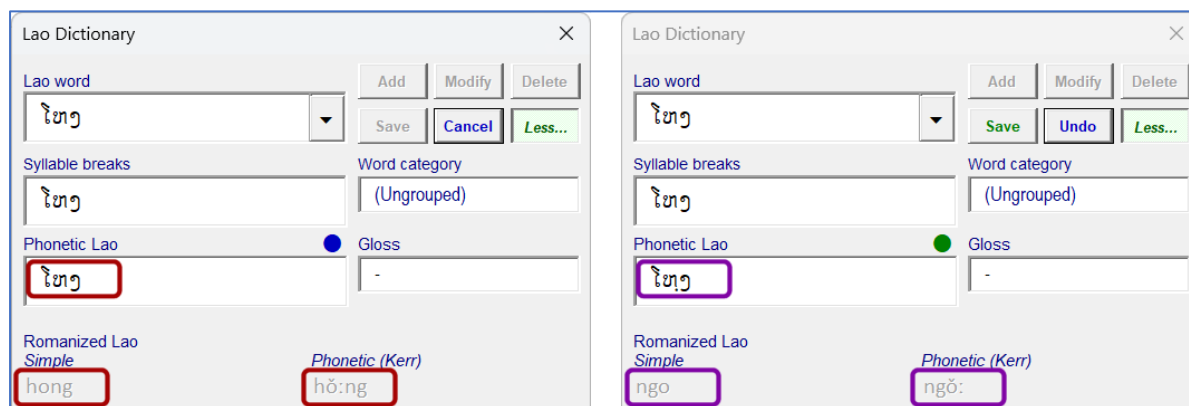 Lao Dictionary
Lao word
Add Modify Delete
ໂຫງ
Save Cancel Less...
Syllable breaks Word category
ໂຫງ (Ungrouped)
Phonetic Lao Gloss
ໂຫງ -
Romanized Lao
Simple Phonetic (Kerr)
hong hǒːng
Lao Dictionary
Lao word
Add Modify Delete
ໂຫງ
Save Undo Less...
Syllable breaks Word category
ໂຫງ (Ungrouped)
Phonetic Lao Gloss
ໂຫ຺ງ -
Romanized Lao
Simple Phonetic (Kerr)
ngo ngǒː